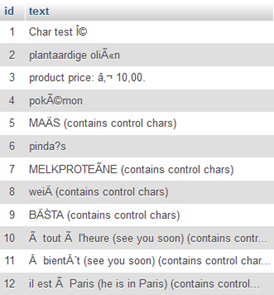 id text
1 Char test Î©
2 plantaardige oliÃ«n
3 product price: â‚¬ 10,00.
4 pokÃ©mon
5 MAÃS (contains control chars)
6 pinda?s
7 MELKPROTEÃNE (contains control chars)
8 weiÃ (contains control chars)
9 BÃŠTA (contains control chars)
10 Ã tout Ã l'heure (see you soon) (contains contr...
11 Ã bientÃ´t (see you soon) (contains control char...
12 il est Ã Paris (he is in Paris) (contains control...